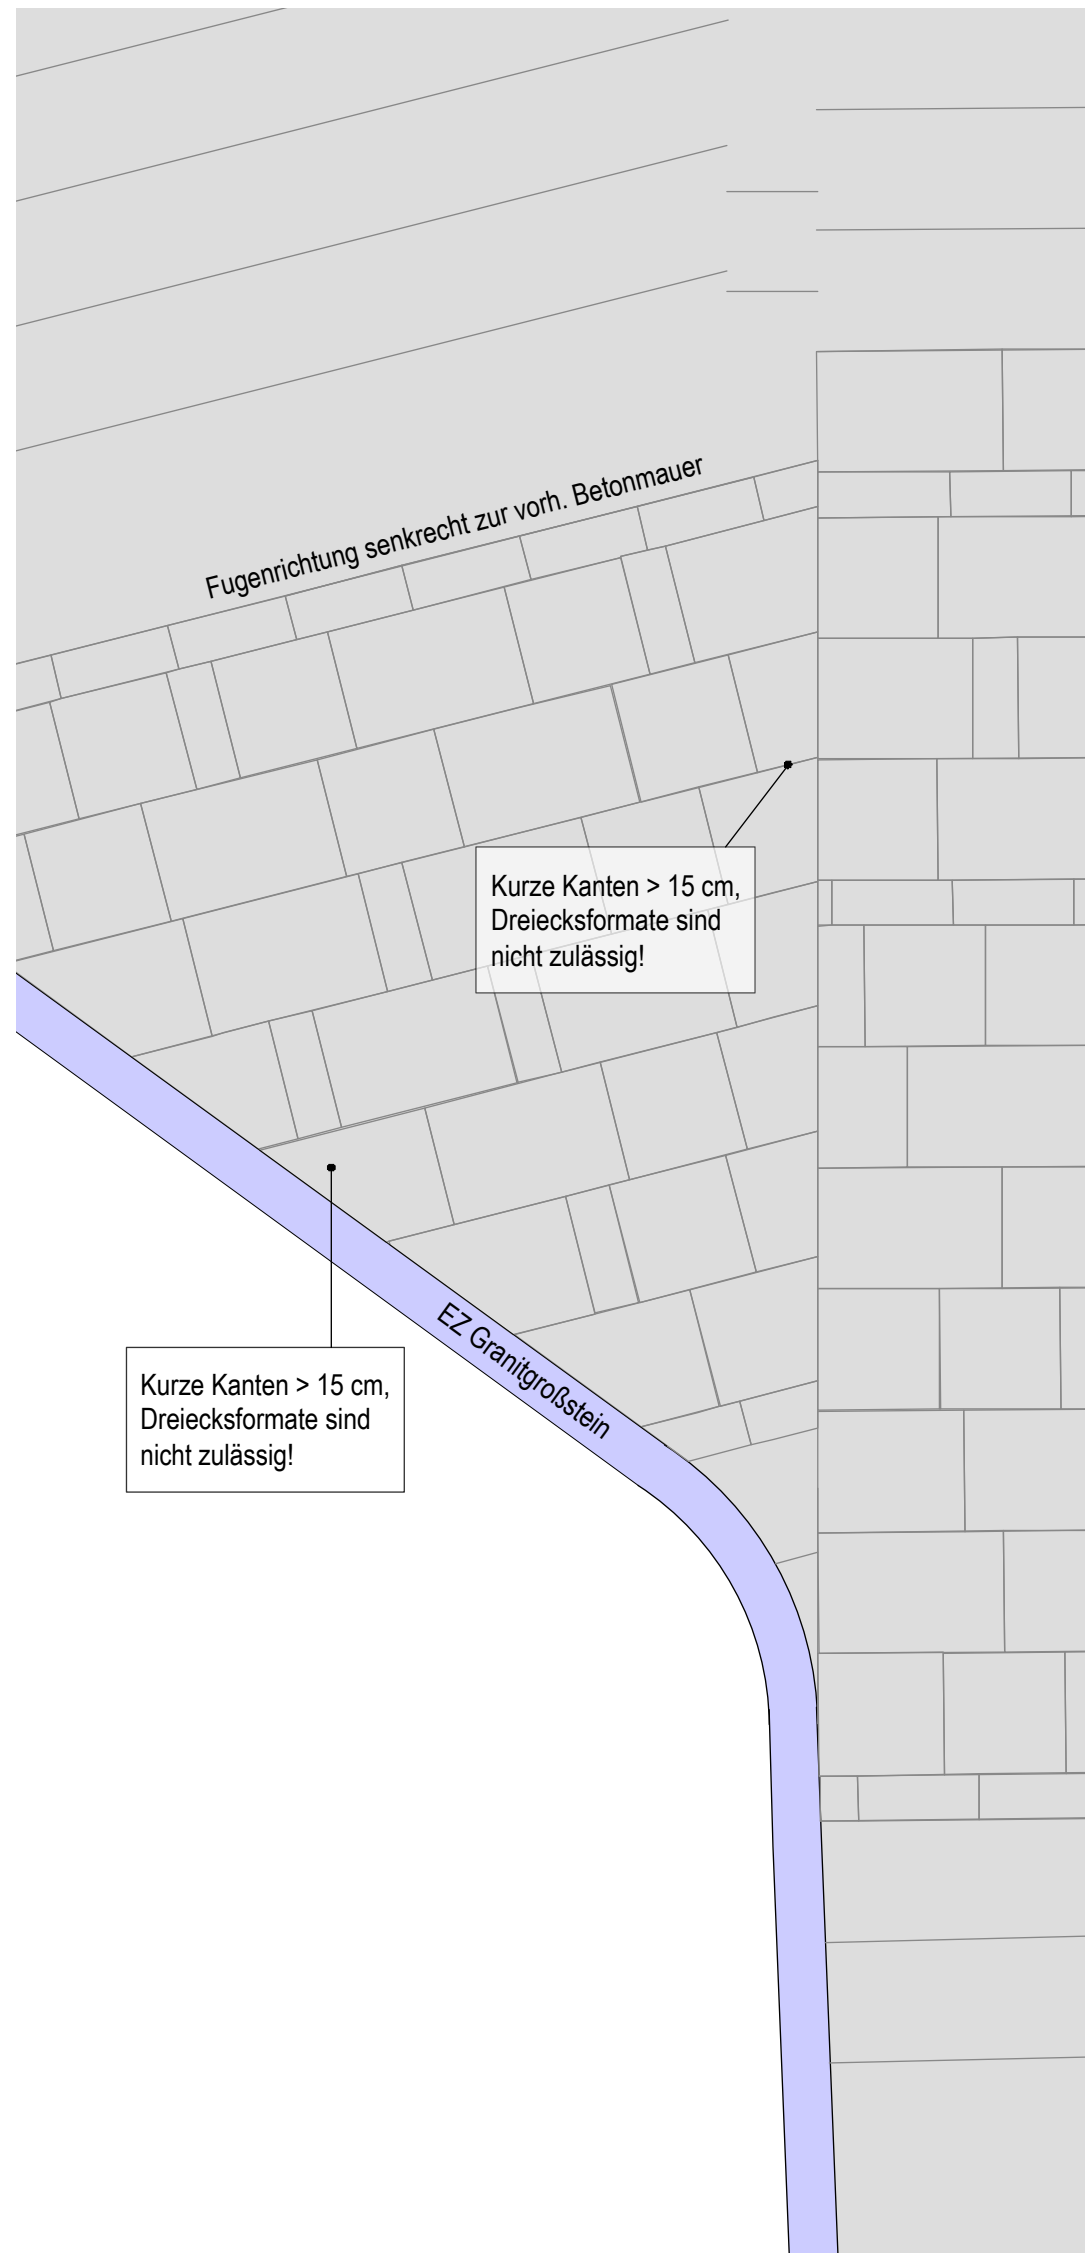 Fugenrichtung senkrecht zur vorh. Betonmauer
Kurze Kanten > 15 cm,
Dreiecksformate sind
nicht zulässig!
EZ Granitgroßstein
Kurze Kanten > 15 cm,
Dreiecksformate sind
nicht zulässig!